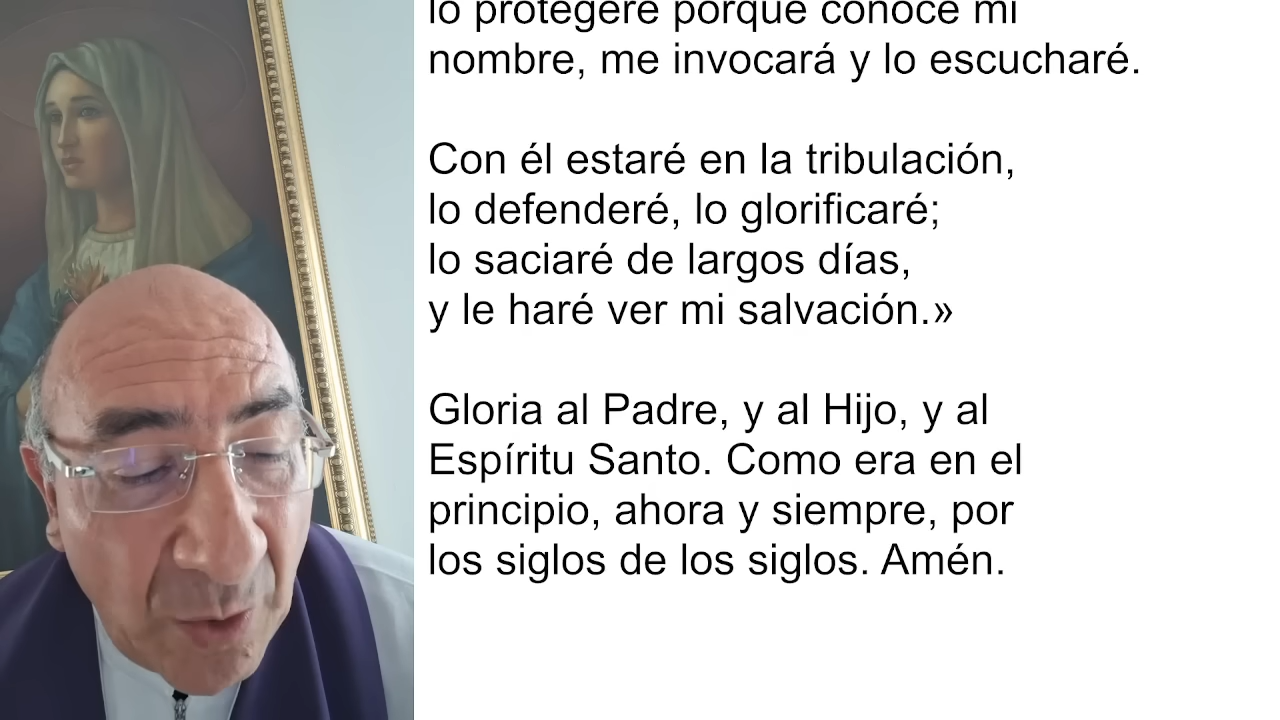 lo protegeré porque conoce mi
nombre, me invocará y lo escucharé.
Con él estaré en la tribulación,
lo defenderé, lo glorificaré;
lo saciaré de largos días,
y le haré ver mi salvación.»
Gloria al Padre, y al Hijo, y al
Espíritu Santo. Como era en el
principio, ahora y siempre, por
los siglos de los siglos. Amén.